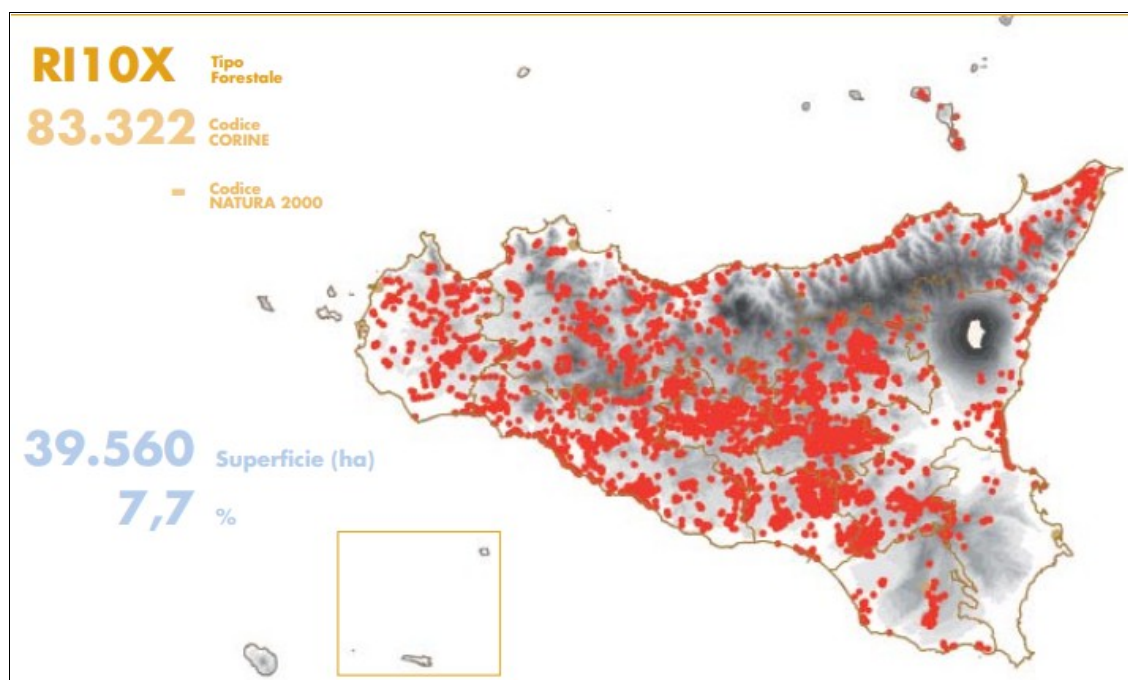 RI10X Tipo
Forestale
83.322 Codice
CORINE
- Codice
NATURA 2000
39.560 Superficie (ha)
7,7 %